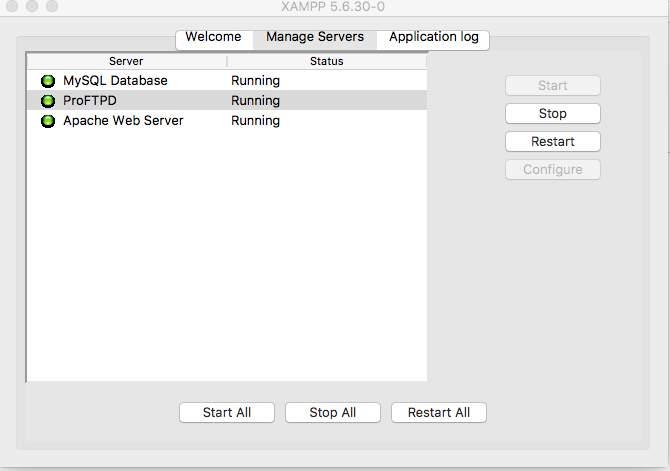 XAMPP 5.6.30-0
Welcome Manage Servers Application log
Server Status
MySQL Database Running
ProFTPD Running
Apache Web Server Running
Start
Stop
Restart
Configure
Start All Stop All Restart All